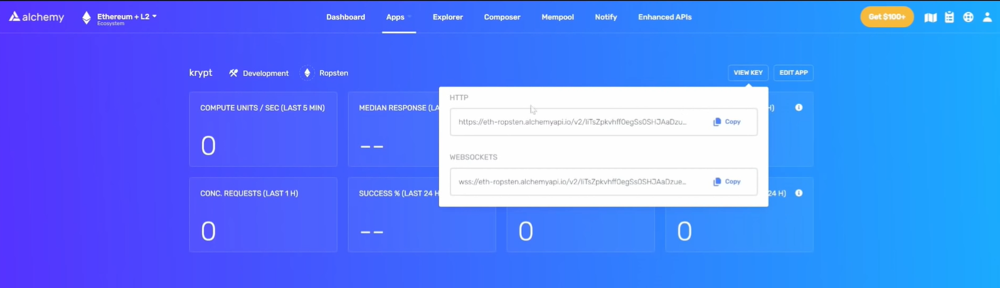 alchemy
Ethereum + L2
Ecosystem
Dashboard
Apps
Explorer
Composer
Mempool
Notify
Enhanced APIs
Get $100+
krypt
Development
Ropsten
VIEW KEY
EDIT APP
COMPUTE UNITS / SEC (LAST 5 MIN)
0
MEDIAN RESPONSE (LA
--
H)
HTTP
https://eth-ropsten.alchemyapi.io/v2/liTsZpkvhff0egSs0SHJAaDzu...
Copy
WEBSOCKETS
wss://eth-ropsten.alchemyapi.io/v2/liTsZpkvhff0egSs0SHJAaDzue...
Copy
CONC. REQUESTS (LAST 1 H)
0
SUCCESS % (LAST 24 H
--
0
24 H)
0